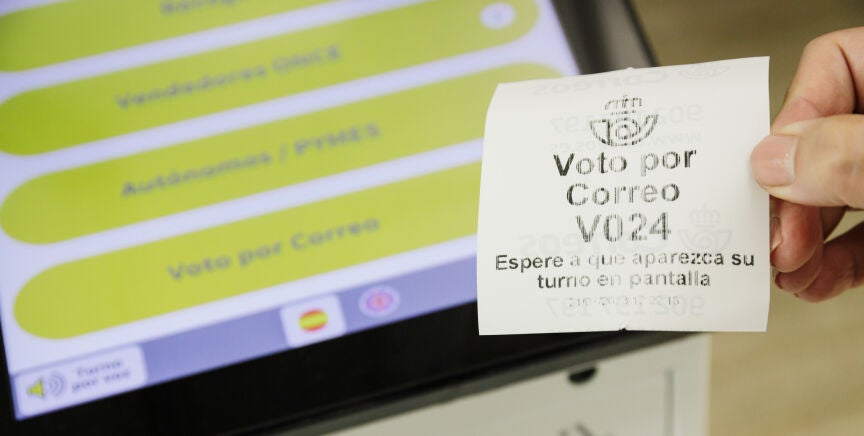 Vendedores ONCE
Autónomos / PYMES
Voto por Correo
Turno
por voz
Voto por
Correo
V024
Espere a que aparezca su
turno en pantalla